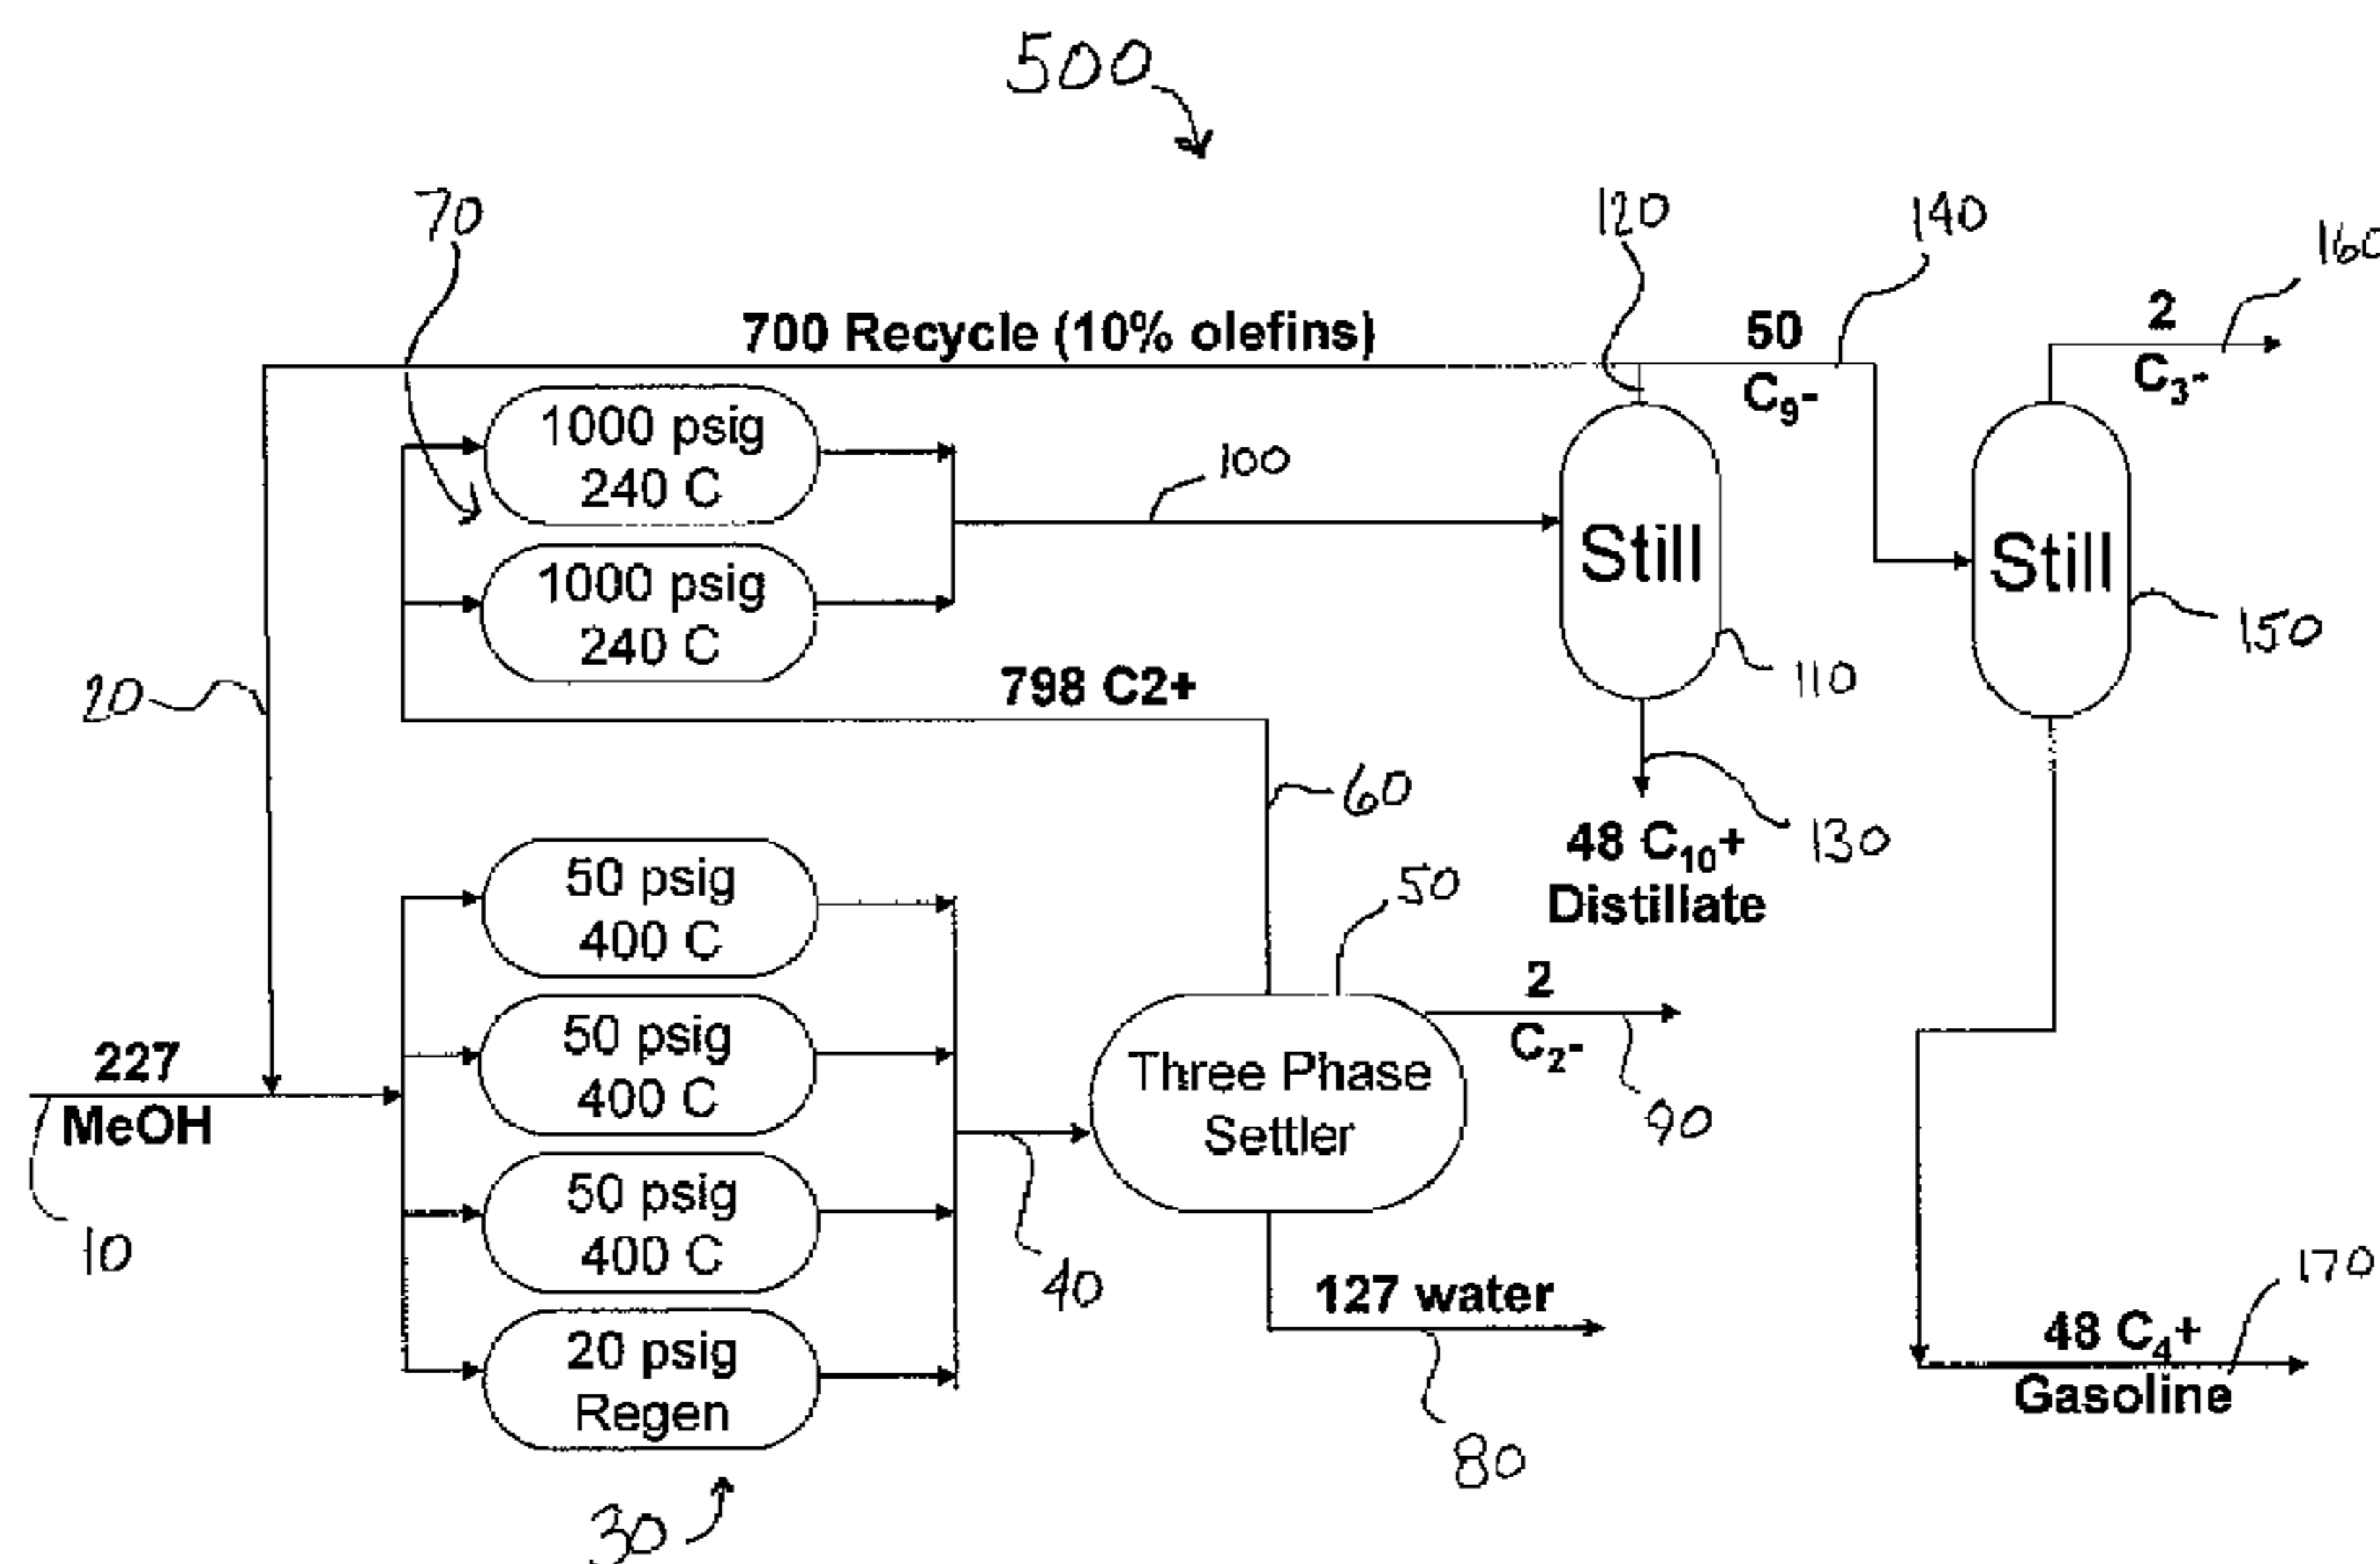 500
70
120
140
160
700 Recycle (10% olefins)
50
C₉-
2
C₃-
1000 psig
240 C
100
Still
Still
1000 psig
240 C
20
798 C2+
110
150
60
48 C₁₀+
Distillate
130
50 psig
400 C
50
2
C₂-
90
50 psig
400 C
Three Phase
Settler
227
MeOH
10
50 psig
400 C
40
127 water
80
170
48 C₄+
Gasoline
20 psig
Regen
30